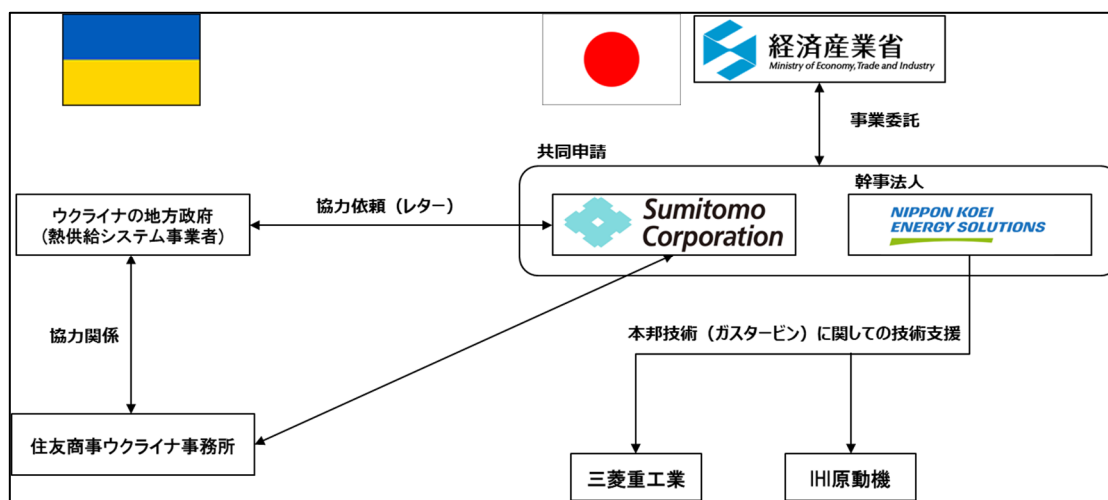 経済産業省
Ministry of Economy, Trade and Industry
事業委託
共同申請
幹事法人
ウクライナの地方政府
（熱供給システム事業者）
協力依頼（レター）
Sumitomo
Corporation
NIPPON KOEI
ENERGY SOLUTIONS
協力関係
本邦技術（ガスタービン）に関しての技術支援
住友商事ウクライナ事務所
三菱重工業
IHI原動機